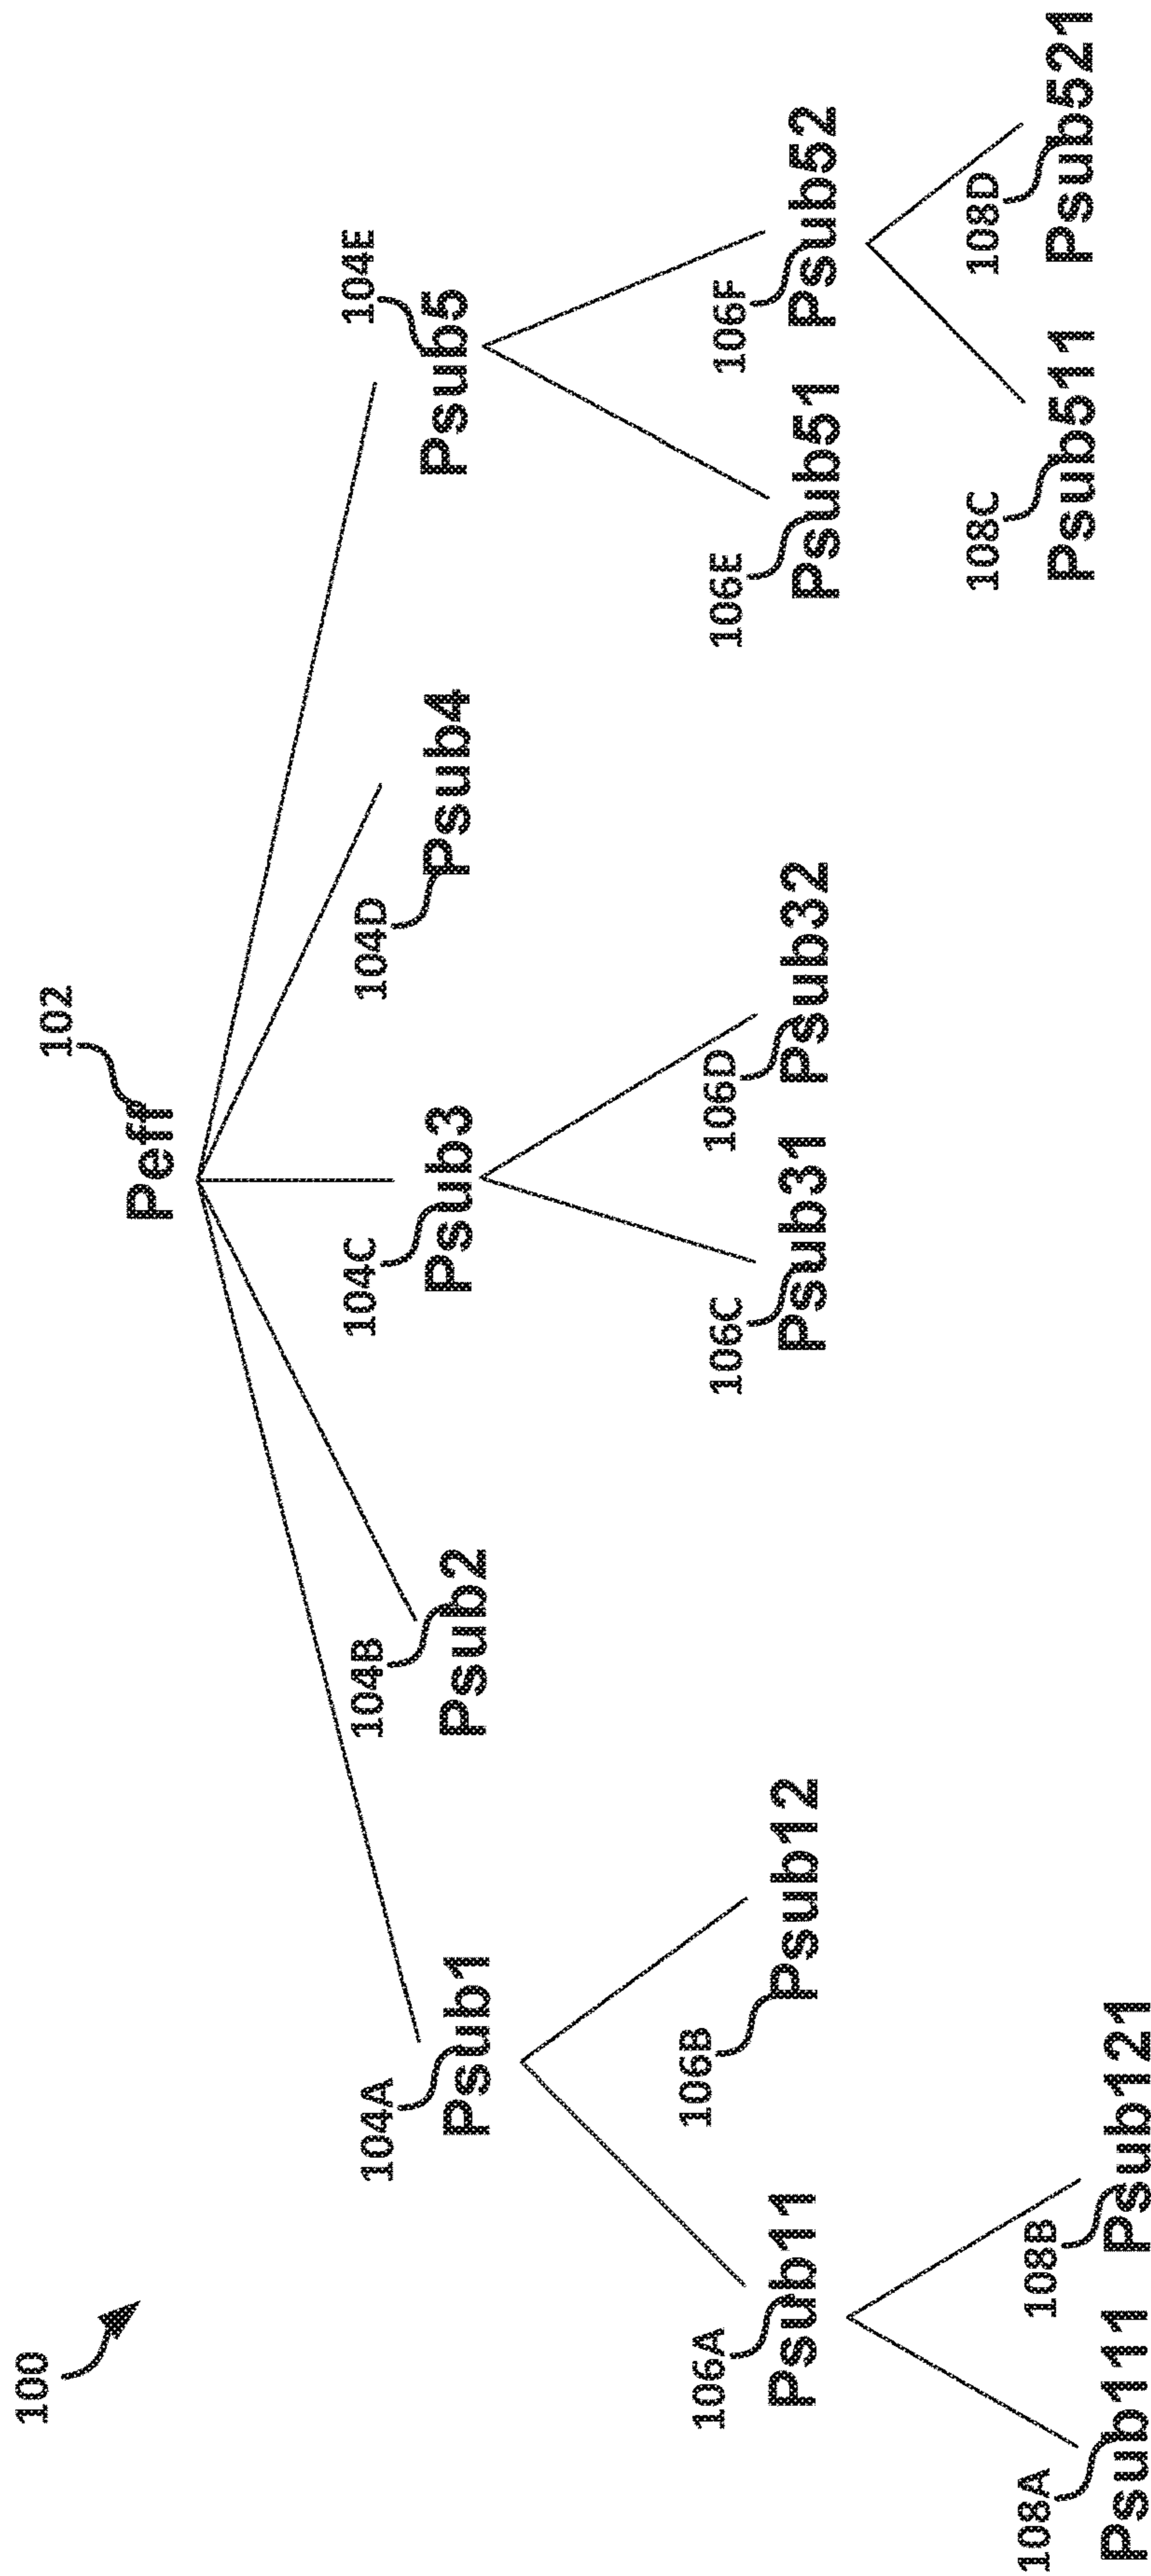 100
102
Peff
104A
104B
104C
104D
104E
Psub1
Psub2
Psub3
Psub4
Psub5
106A
106B
106C
106D
106E
106F
Psub11
Psub12
Psub31
Psub32
Psub51
Psub52
108A
108B
108C
108D
Psub111
Psub121
Psub511
Psub521